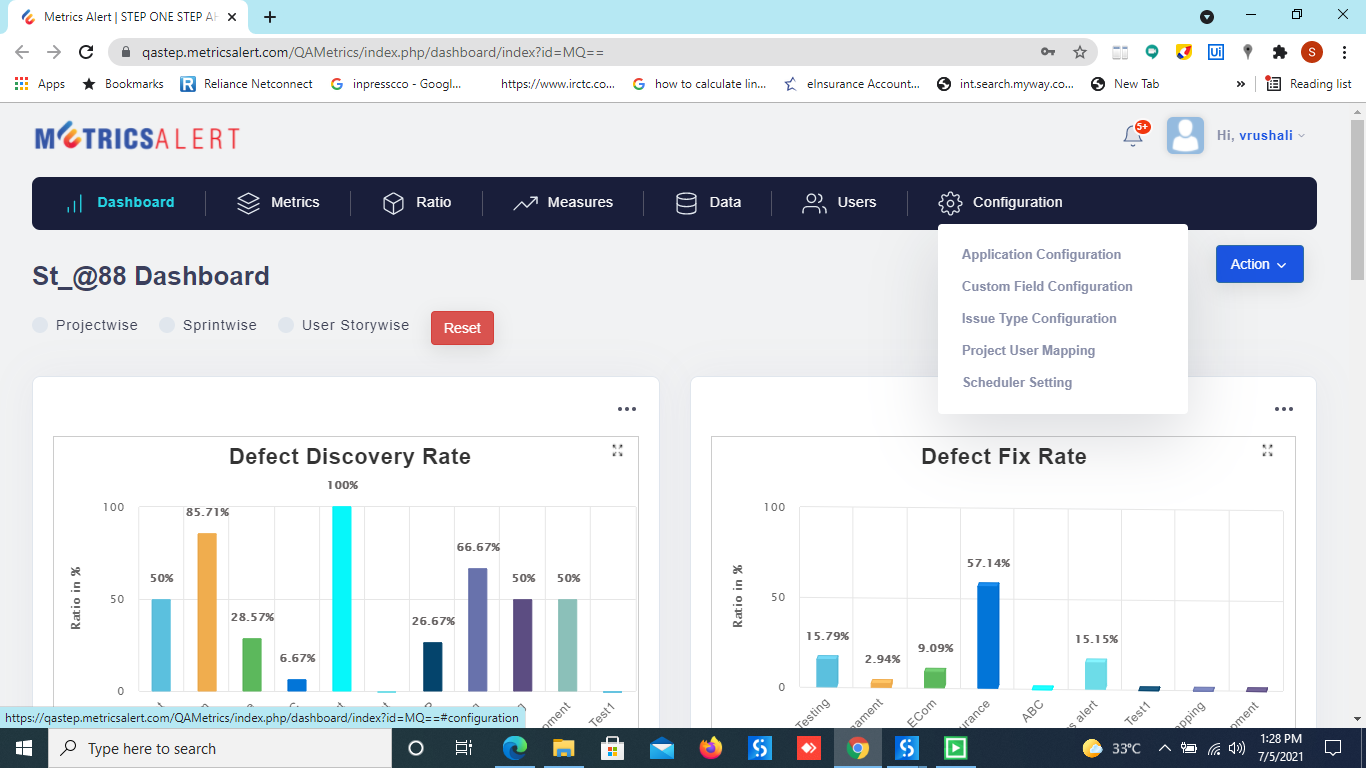 Metrics Alert | STEP ONE STEP AH
qastep.metricsalert.com/QAMetrics/index.php/dashboard/index?id=MQ==
S
Apps
Bookmarks
R
Reliance Netconnect
inpressco - Googl...
https://www.irctc.co...
how to calculate lin...
eInsurance Account...
int.search.myway.co...
New Tab
»
Reading list
METRICSALERT
5+
Hi, vrushali
Dashboard
Metrics
Ratio
Measures
Data
Users
Configuration
Application Configuration
Custom Field Configuration
Issue Type Configuration
Project User Mapping
Scheduler Setting
Action
St_@88 Dashboard
Projectwise
Sprintwise
User Storywise
Reset
Defect Discovery Rate
Ratio in %
100
50
0
50%
85.71%
28.57%
6.67%
100%
26.67%
66.67%
50%
50%
Test1
Defect Fix Rate
Ratio in %
100
50
0
15.79%
2.94%
9.09%
57.14%
15.15%
Testing
ECom
ABC
Test1
https://qastep.metricsalert.com/QAMetrics/index.php/dashboard/index?id=MQ==#configuration
Type here to search
33°C
1:28 PM
7/5/2021